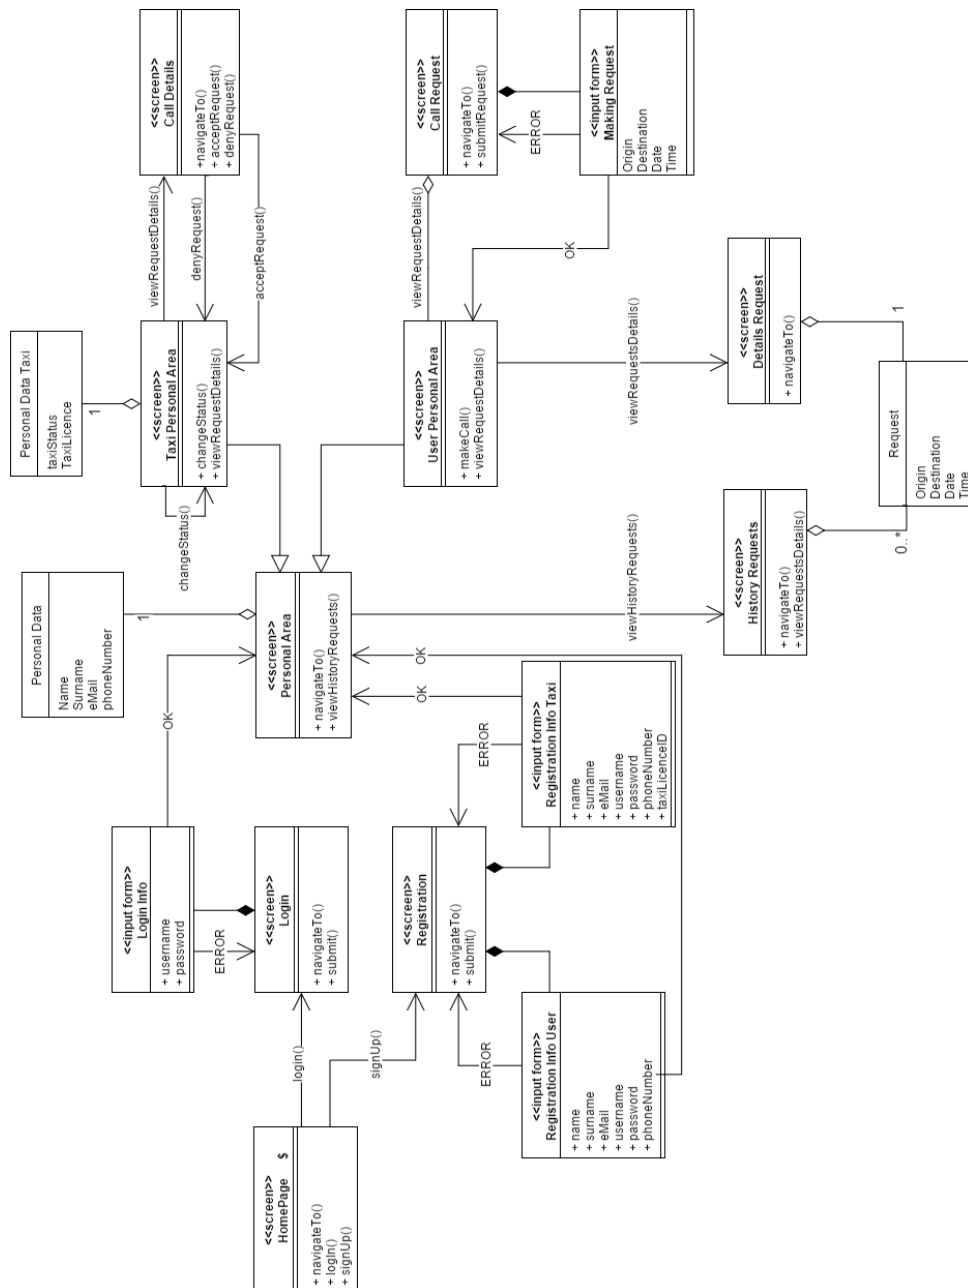 <<screen>>
HomePage $
+ navigateTo()
+ logIn()
+ signUp()
login()
signUp()
<<input form>>
Login Info
+ username
+ password
ERROR
OK
<<screen>>
Login
+ navigateTo()
+ submit()
<<screen>>
Registration
+ navigateTo()
+ submit()
<<input form>>
Registration Info User
+ name
+ surname
+ eMail
+ username
+ password
+ phoneNumber
ERROR
<<input form>>
Registration Info Taxi
+ name
+ surname
+ eMail
+ username
+ password
+ phoneNumber
+ taxiLicenceID
ERROR
OK
OK
Personal Data
Name
Surname
eMail
phoneNumber
1
<<screen>>
Personal Area
+ navigateTo()
+ viewHistoryRequests()
viewHistoryRequests()
Personal Data Taxi
taxiStatus
TaxiLicence
1
<<screen>>
Taxi Personal Area
+ changeStatus()
+ viewRequestDetails()
changeStatus()
viewRequestDetails()
denyRequest()
acceptRequest()
<<screen>>
Call Details
+navigateTo()
+ acceptRequest()
+ denyRequest()
<<screen>>
User Personal Area
+ makeCall()
+ viewRequestDetails()
viewRequestDetails()
<<screen>>
Call Request
+ navigateTo()
+ submitRequest()
ERROR
OK
<<input form>>
Making Request
Origin
Destination
Date
Time
viewRequestsDetails()
<<screen>>
History Requests
+ navigateTo()
+ viewRequestsDetails()
0..*
<<screen>>
Details Request
+ navigateTo()
1
Request
Origin
Destination
Date
Time